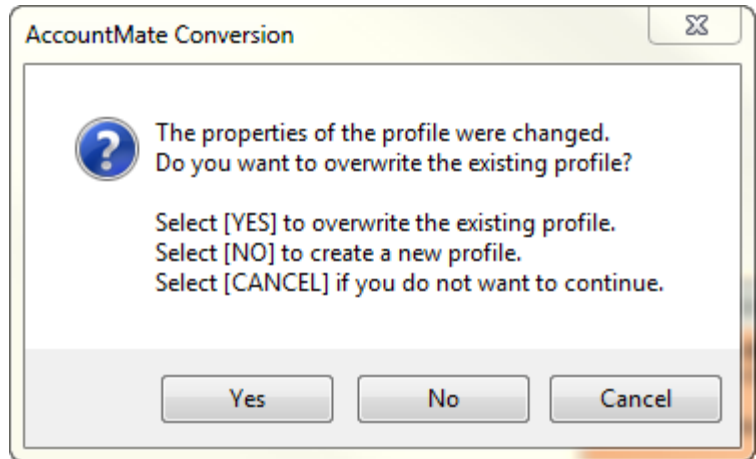 AccountMate Conversion
The properties of the profile were changed.
Do you want to overwrite the existing profile?
Select [YES] to overwrite the existing profile.
Select [NO] to create a new profile.
Select [CANCEL] if you do not want to continue.
Yes No Cancel